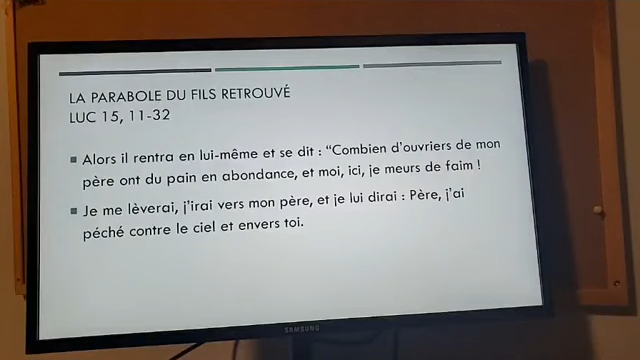 LA PARABOLE DU FILS RETROUVÉ
LUC 15, 11-32
Alors il rentra en lui-même et se dit : “Combien d’ouvriers de mon
père ont du pain en abondance, et moi, ici, je meurs de faim !
Je me lèverai, j’irai vers mon père, et je lui dirai : Père, j’ai
péché contre le ciel et envers toi.
SAMSUNG